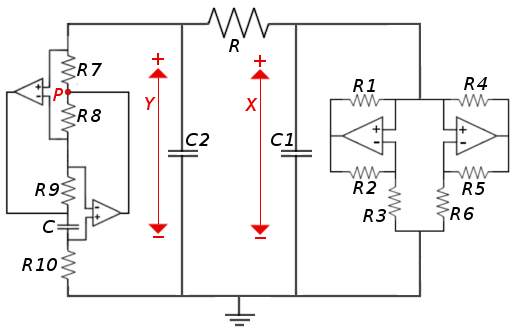 R
R7
P
R8
R9
C
R10
+
Y
-
C2
+
X
-
C1
R1
R2
R3
R4
R5
R6
+
-
+
-
+
-
-
+